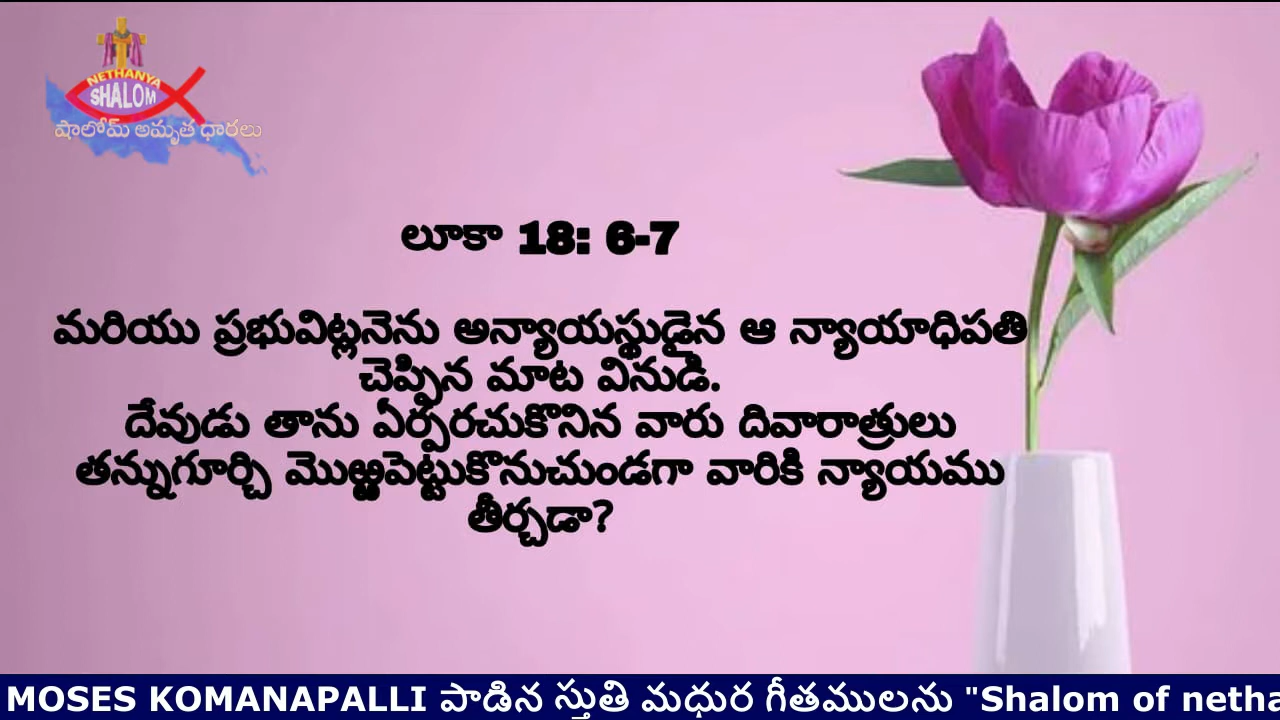 NETHANYA
SHALOM
షాలోమ్ అమృత ధారలు
లూకా 18: 6-7
మరియు ప్రభువిట్లనెను అన్యాయస్థుడైన ఆ న్యాయాధిపతి
చెప్పిన మాట వినుడి.
దేవుడు తాను ఏర్పరచుకొనిన వారు దివారాత్రులు
తన్నుగూర్చి మొఱ్ఱపెట్టుకొనుచుండగా వారికి న్యాయము
తీర్చడా?
MOSES KOMANAPALLI పాడిన స్తుతి మధుర గీతములను "Shalom of netha